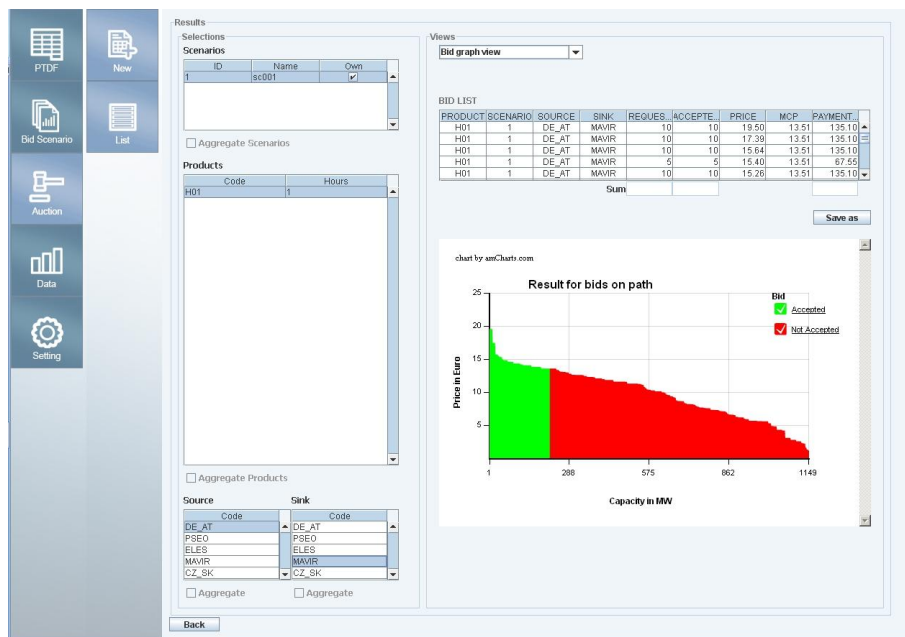 PTDF
Bid Scenario
Auction
Data
Setting
New
List
Results
Selections
Scenarios
ID Name Own
1 sc001
Aggregate Scenarios
Products
Code Hours
H01 1
Aggregate Products
Source Sink
Code Code
DE_AT DE_AT
PSEO PSEO
ELES ELES
MAVIR MAVIR
CZ_SK CZ_SK
Aggregate Aggregate
Back
Views
Bid graph view
BID LIST
PRODUCT SCENARIO SOURCE SINK REQUES... ACCEPTE... PRICE MCP PAYMENT...
H01 1 DE_AT MAVIR 10 10 19.50 13.51 135.10
H01 1 DE_AT MAVIR 10 10 17.39 13.51 135.10
H01 1 DE_AT MAVIR 10 10 15.64 13.51 135.10
H01 1 DE_AT MAVIR 5 5 15.40 13.51 67.55
H01 1 DE_AT MAVIR 10 10 15.26 13.51 135.10
Sum
Save as
chart by amCharts.com
Result for bids on path
Bid
Accepted
Not Accepted
Price in Euro
25
20
15
10
5
1 288 575 862 1149
Capacity in MW